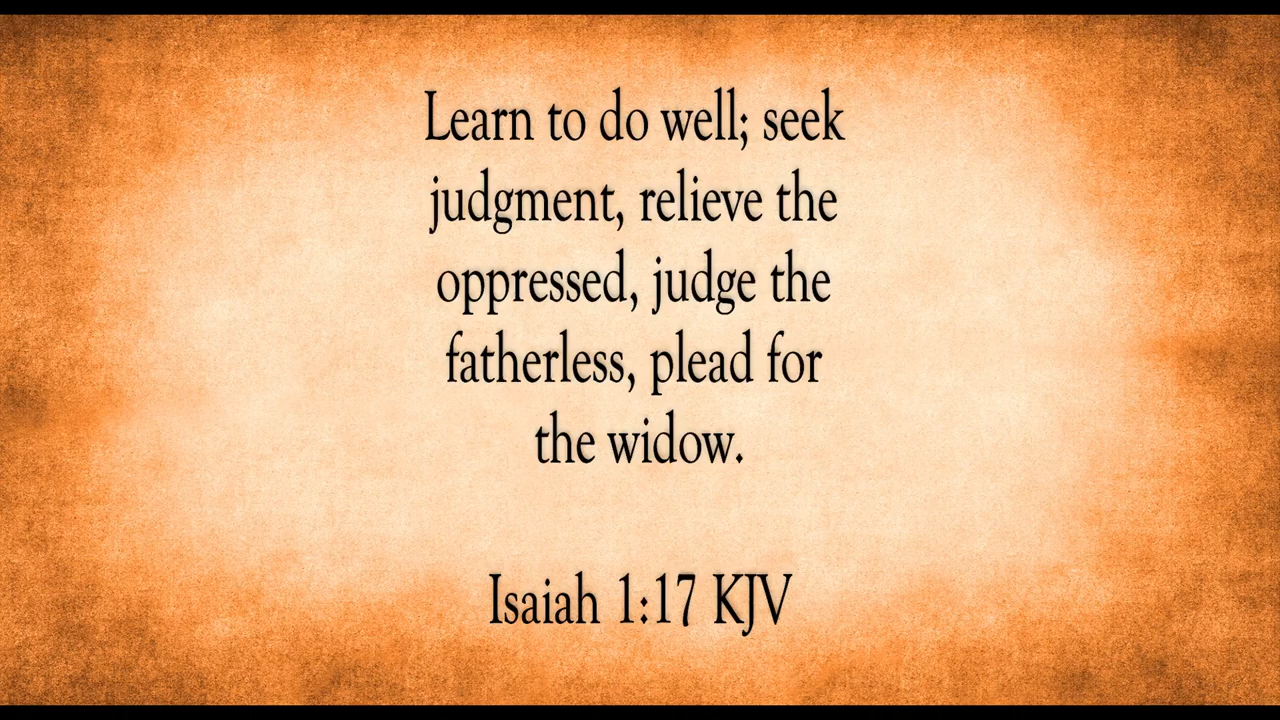 Learn to do well; seek
judgment, relieve the
oppressed, judge the
fatherless, plead for
the widow.
Isaiah 1:17 KJV